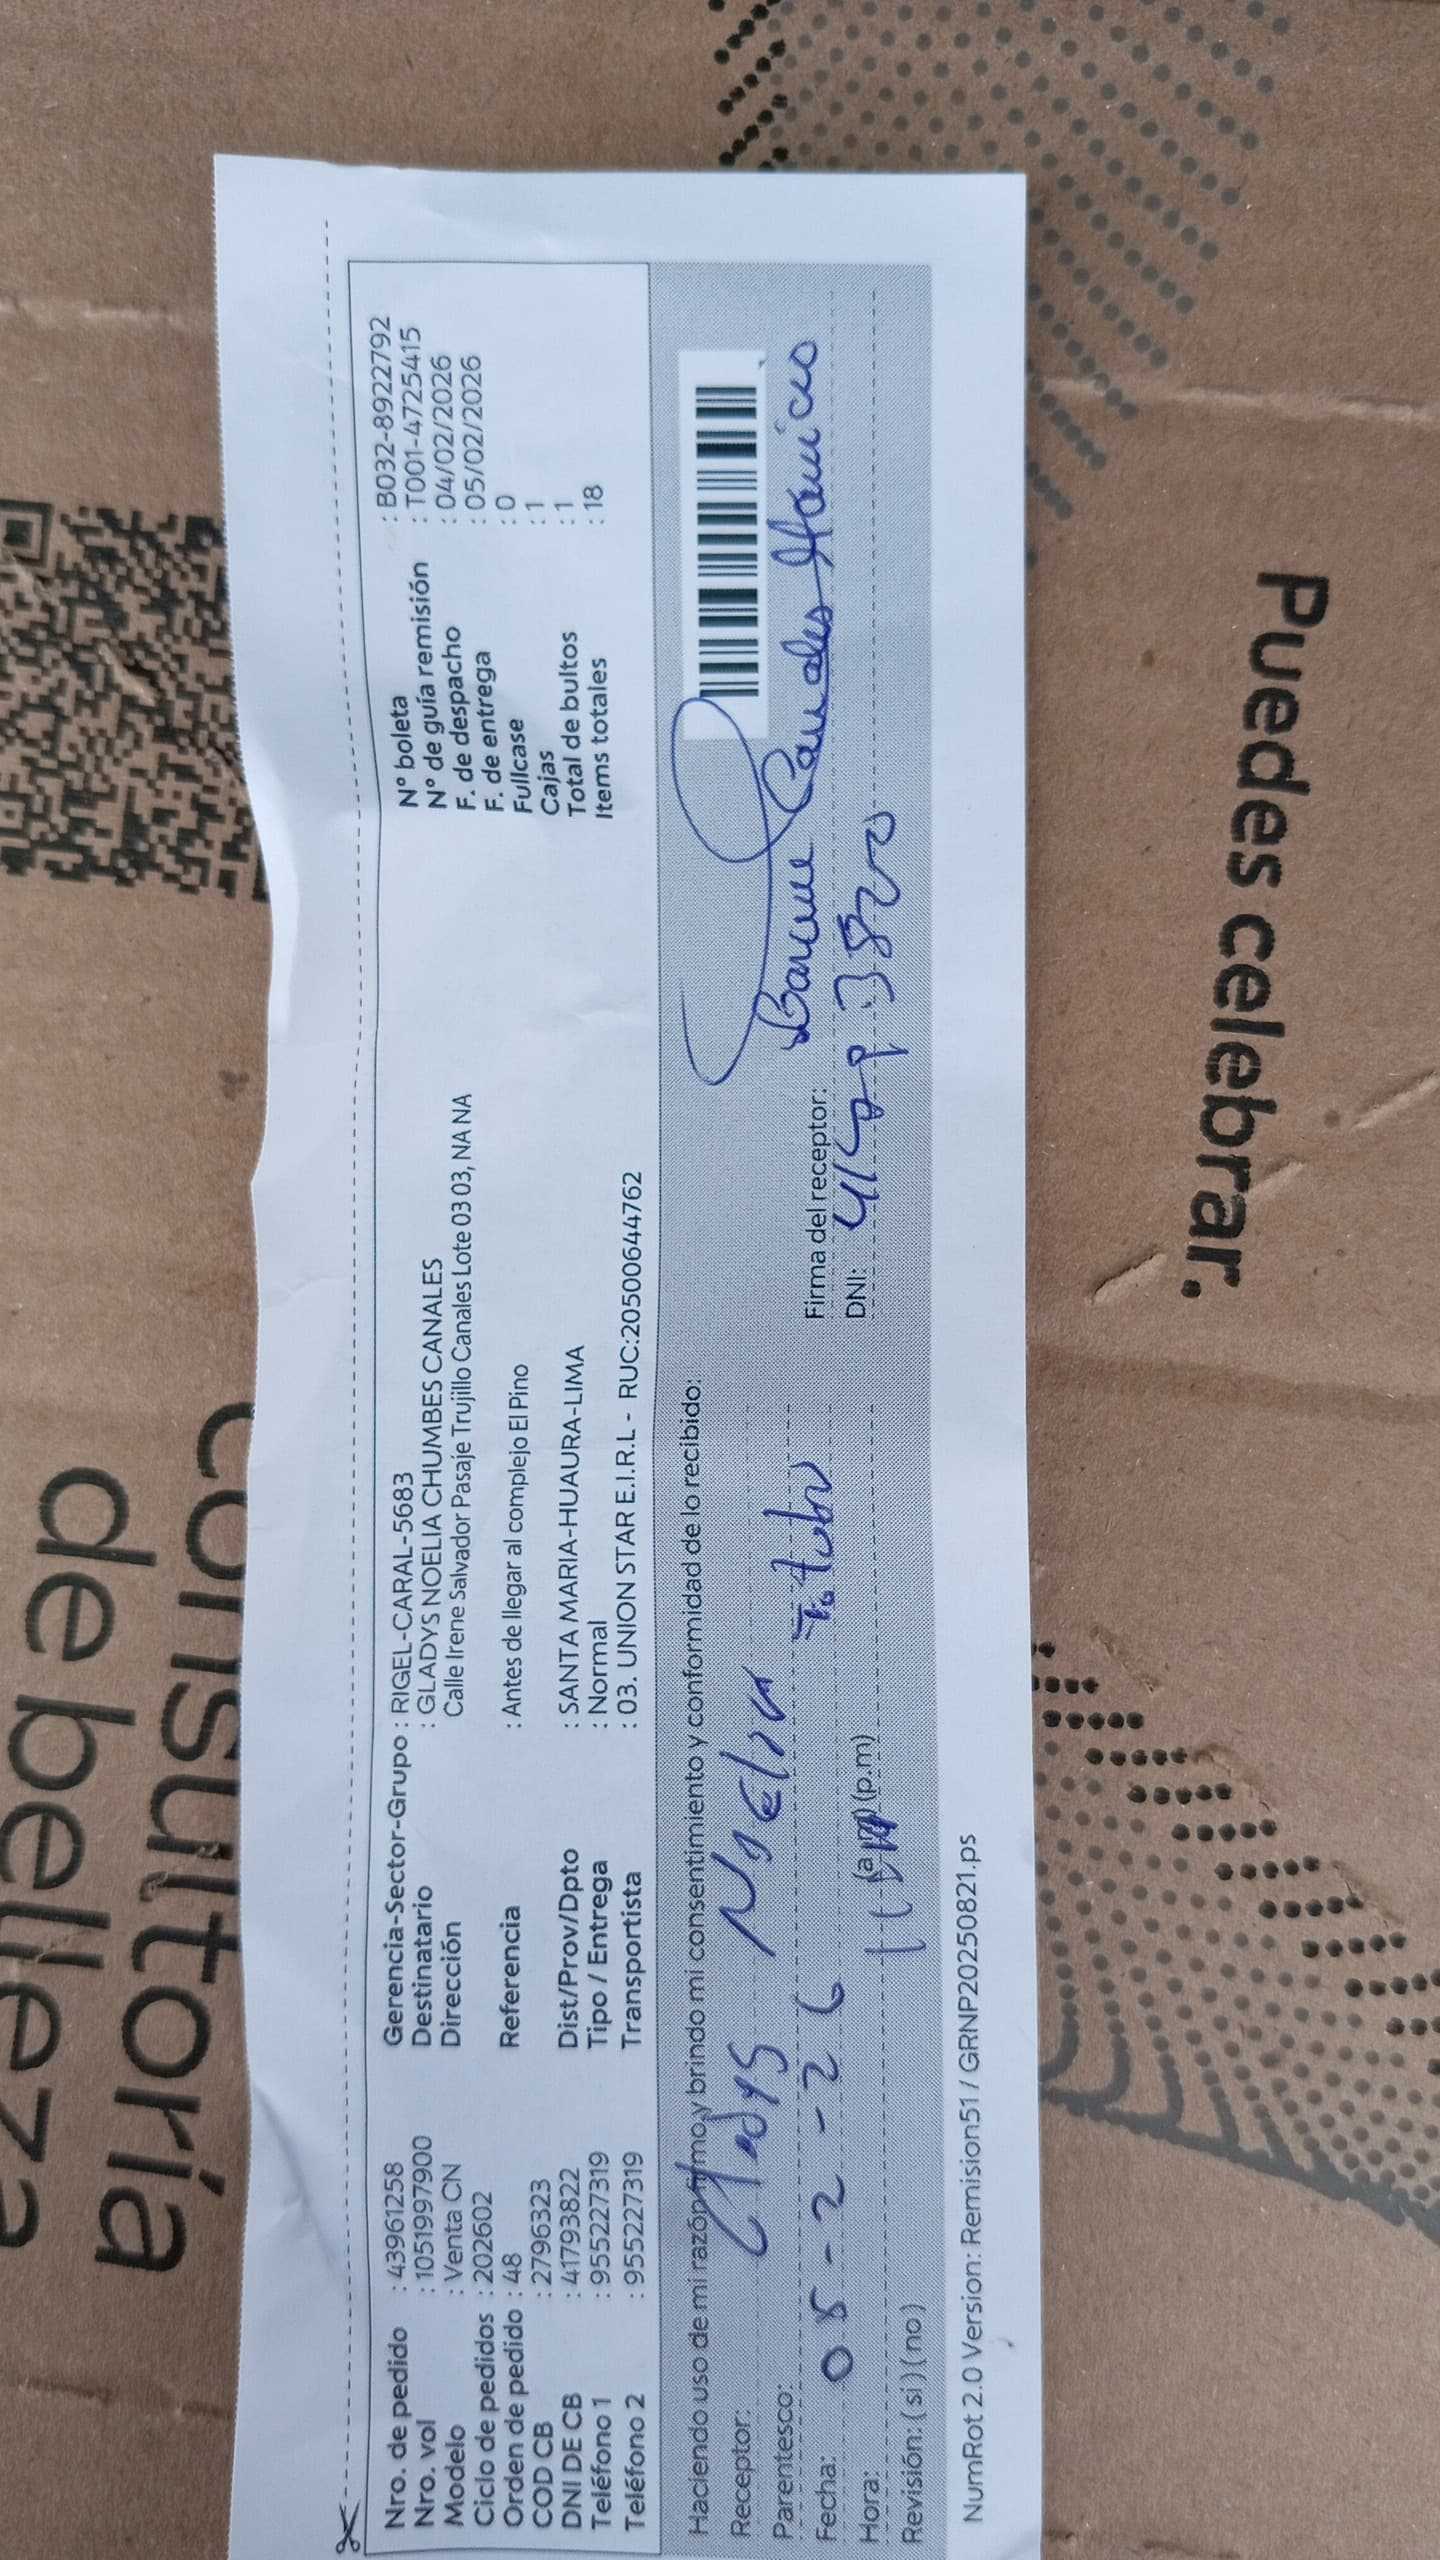 Nro. de pedido : 43961258
Nro. vol : 1051997900
Modelo : Venta CN
Ciclo de pedidos : 202602
Orden de pedido : 48
COD CB : 2796323
DNI DE CB : 41793822
Teléfono 1 : 955227319
Teléfono 2 : 955227319
Gerencia-Sector-Grupo : RIGEL-CARAL-5683
Destinatario : GLADYS NOELIA CHUMBES CANALES
Dirección Calle Irene Salvador Pasaje Trujillo Canales Lote 03 03, NA NA
Referencia : Antes de llegar al complejo El Pino
Dist/Prov/Dpto : SANTA MARIA-HUAURA-LIMA
Tipo / Entrega : Normal
Transportista : 03. UNION STAR E.I.R.L - RUC:20500644762
N° boleta : B032-8922792
N° de guía remisión : T001-4725415
F. de despacho : 04/02/2026
F. de entrega : 05/02/2026
Fullcase : 0
Cajas : 1
Total de bultos : 1
Items totales : 18
Haciendo uso de mi razón firmo y brindo mi consentimiento y conformidad de lo recibido:
Receptor: Gladys Noelia
Parentesco:
Fecha: 05-2-26
Hora: (p.m)
Revisión: (si) (no)
Firma del receptor: Canales
DNI:
NumRot 2.0 Version: Remision51 / GRNP20250821.ps
consultoría
de belleza
Puedes celebrar.